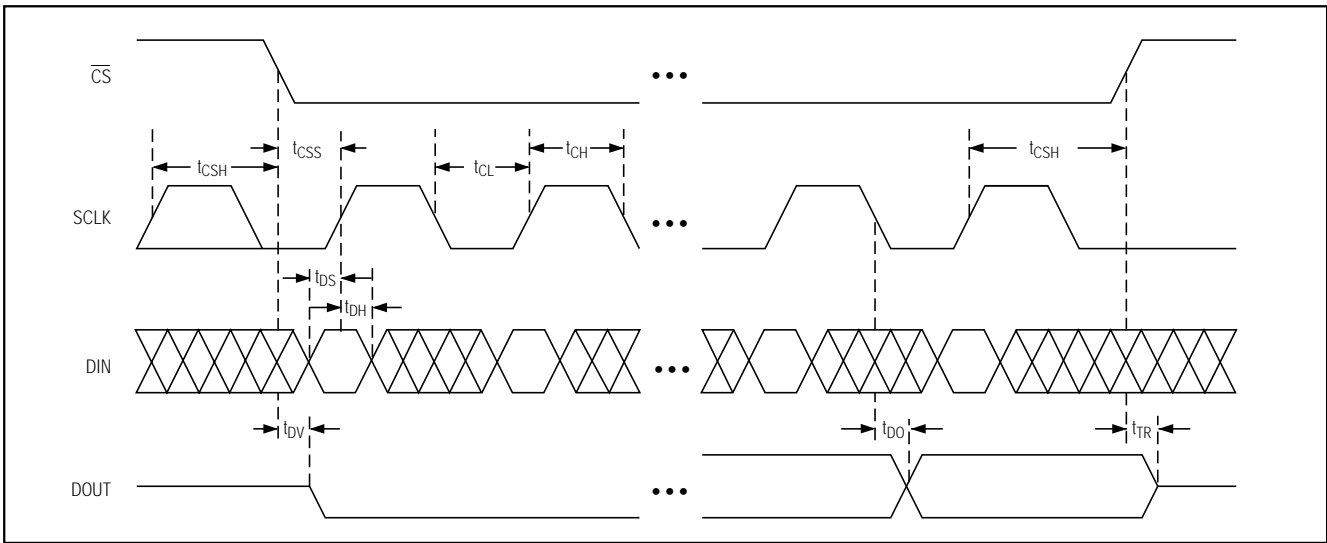 CS
•••
tCSS
tCH
tCSH
tCL
tCSH
SCLK
•••
tDS
tDH
DIN
•••
tDV
tDO
tTR
DOUT
•••